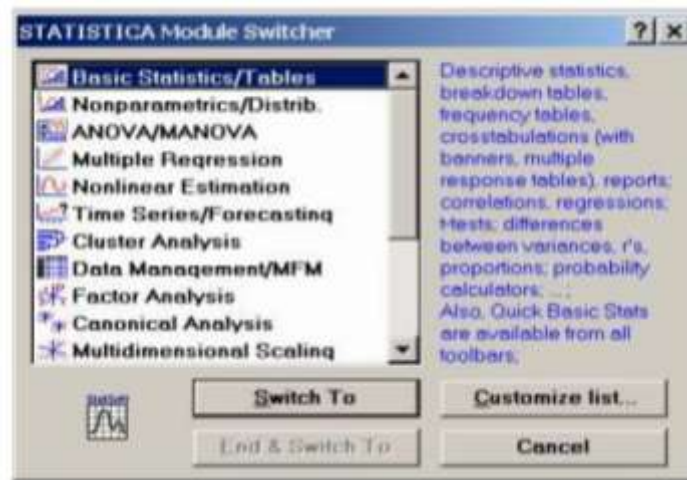 STATISTICA Module Switcher
Basic Statistics/Tables
Nonparametrics/Distrib.
ANOVA/MANOVA
Multiple Regression
Nonlinear Estimation
Time Series/Forecasting
Cluster Analysis
Data Management/MFM
Factor Analysis
Canonical Analysis
Multidimensional Scaling
Descriptive statistics,
breakdown tables,
frequency tables,
crosstabulations (with
banners, multiple
response tables), reports;
correlations, regressions;
t-tests; differences
between variances, r's,
proportions; probability
calculators; ...;
Also, Quick Basic Stats
are available from all
toolbars;
Switch To
Customize list...
End & Switch To
Cancel